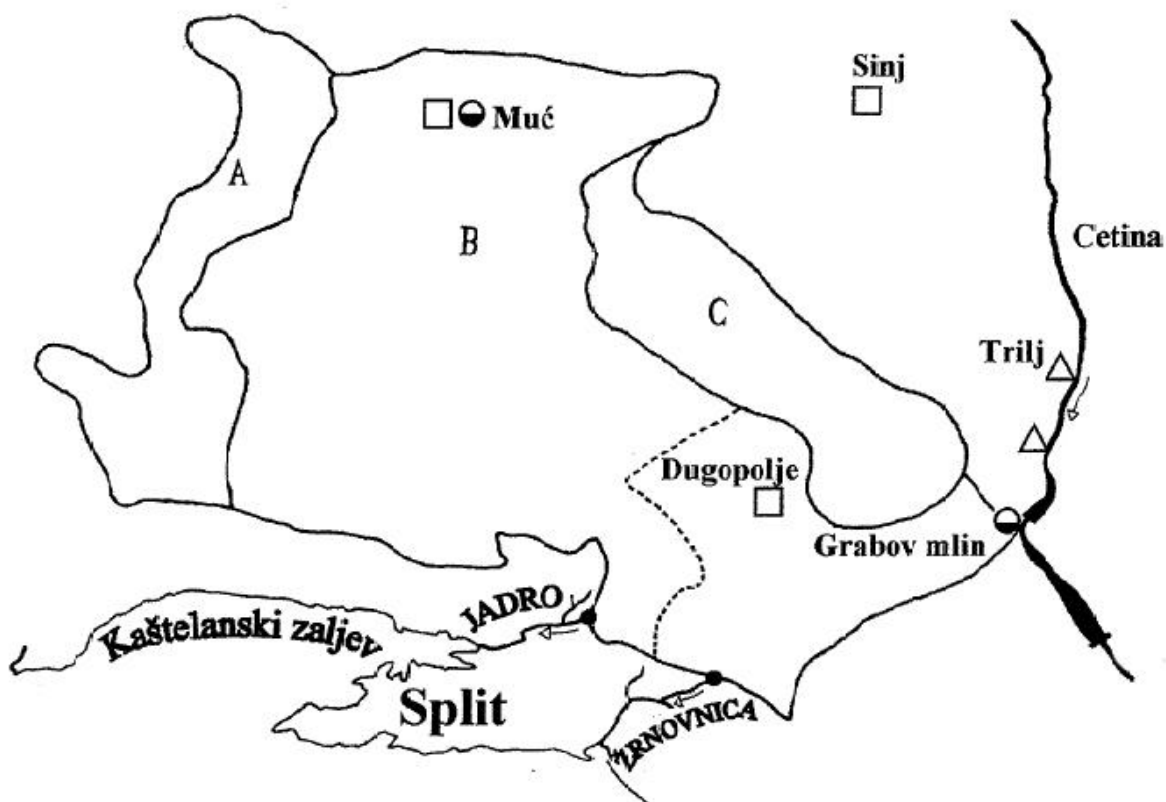 Sinj
Muć
A
B
Cetina
C
Trilj
Dugopolje
Grabov mlin
JADRO
Kaštelanski zaljev
Split
ŽRNOVNICA